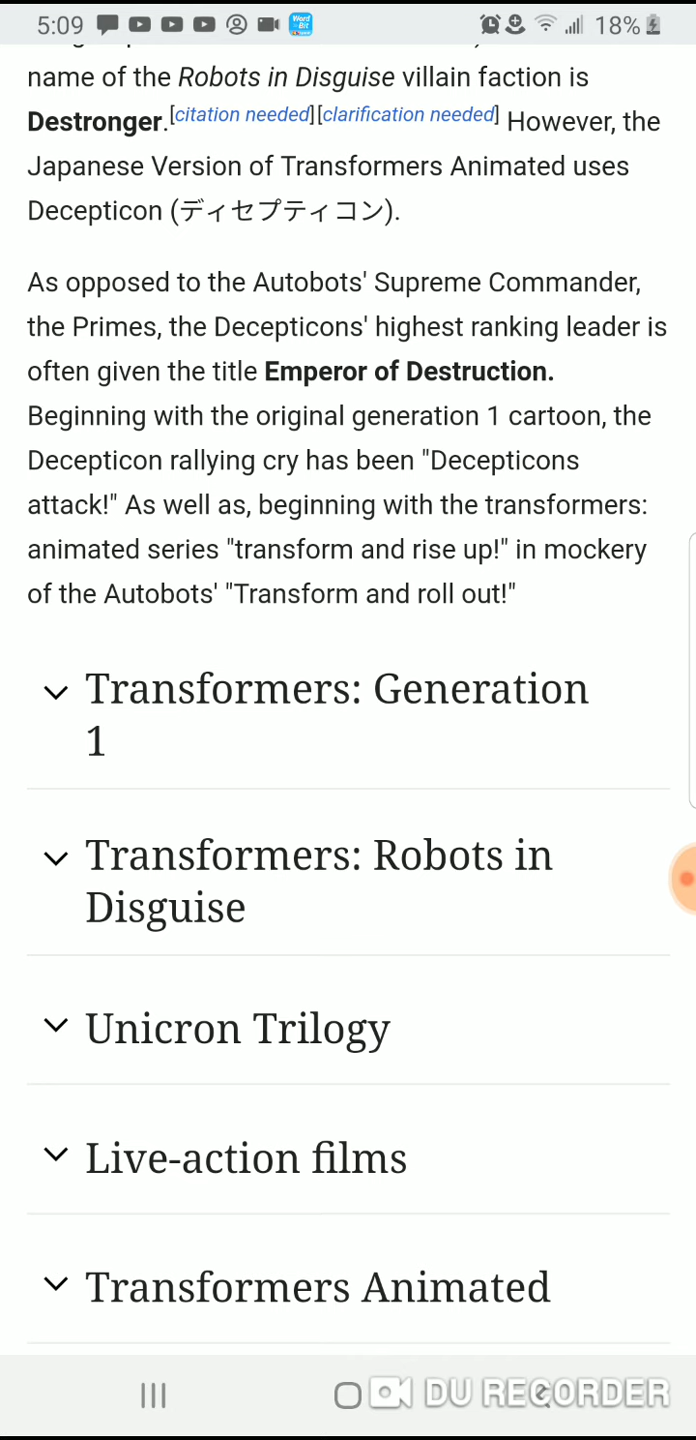 5:09
Word Bit
18%
name of the Robots in Disguise villain faction is
Destronger.[citation needed][clarification needed] However, the
Japanese Version of Transformers Animated uses
Decepticon (ディセプティコン).
As opposed to the Autobots' Supreme Commander,
the Primes, the Decepticons' highest ranking leader is
often given the title Emperor of Destruction.
Beginning with the original generation 1 cartoon, the
Decepticon rallying cry has been "Decepticons
attack!" As well as, beginning with the transformers:
animated series "transform and rise up!" in mockery
of the Autobots' "Transform and roll out!"
Transformers: Generation
1
Transformers: Robots in
Disguise
Unicron Trilogy
Live-action films
Transformers Animated
DU RECORDER